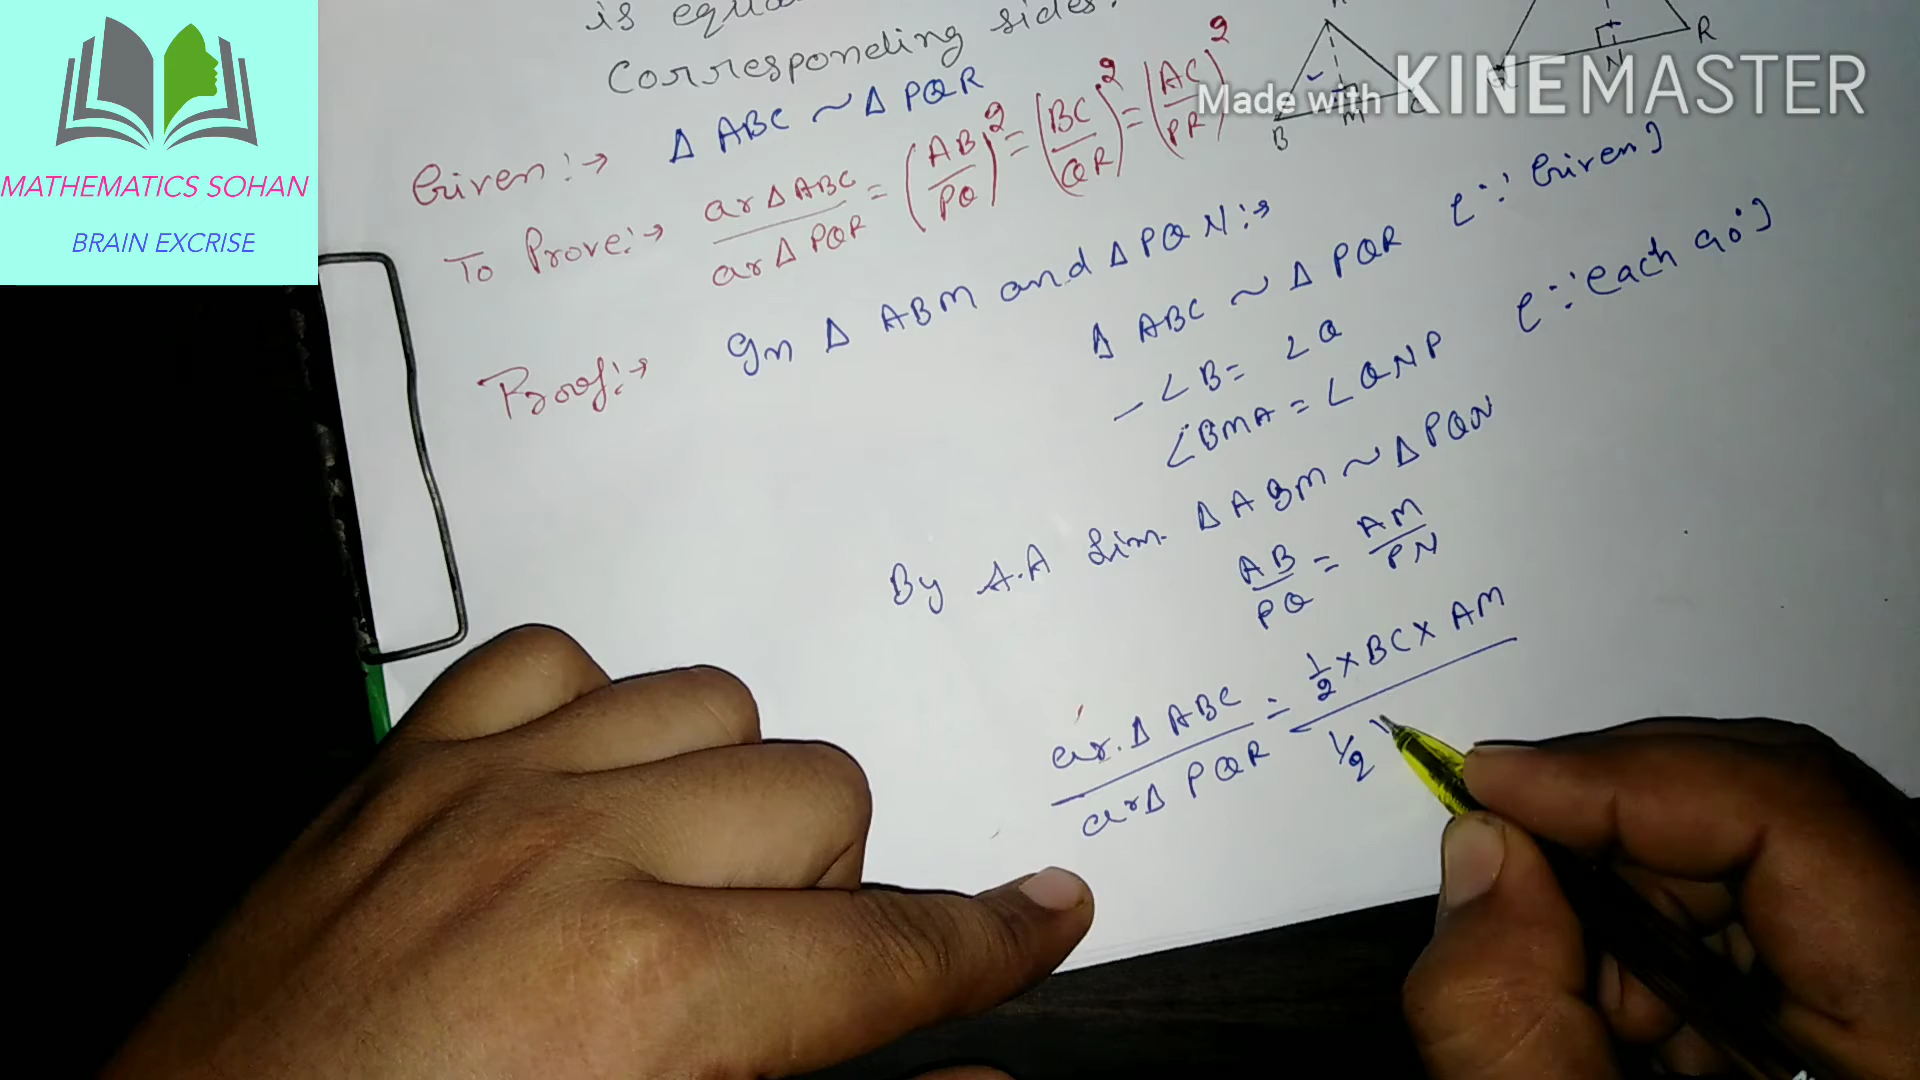 MATHEMATICS SOHAN
BRAIN EXCRISE
Made with KINEMASTER
is equa
Corresponding sides.
Given:→ Δ ABC ~ Δ PQR
To Prove:→ ar Δ ABC / ar Δ PQR = (AB/PQ)² = (BC/QR)² = (AC/PR)²
B M C
Q N R
Proof:→ In Δ ABM and Δ PQN:→
Δ ABC ~ Δ PQR [∵ Given]
∠B = ∠Q
∠BMA = ∠QNP [∵ each 90°]
By A.A Sim. Δ ABM ~ Δ PQN
AB/PQ = AM/PN
ar. Δ ABC / ar Δ PQR = 1/2 × BC × AM / 1/2